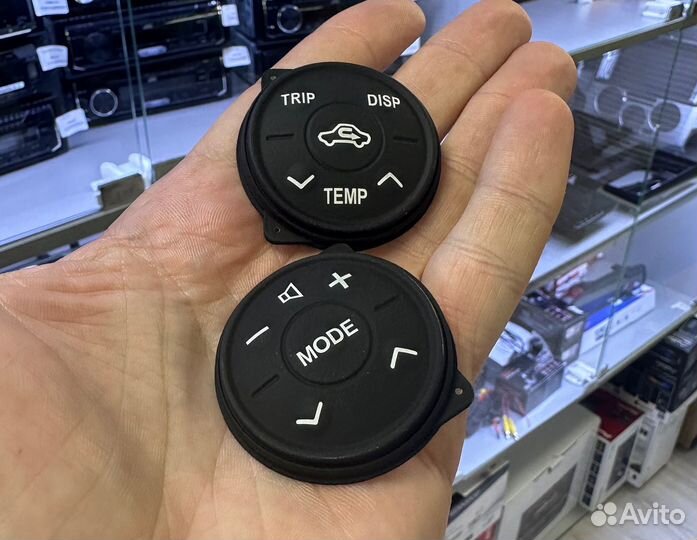 TRIP DISP
TEMP
+
−
MODE
Avito